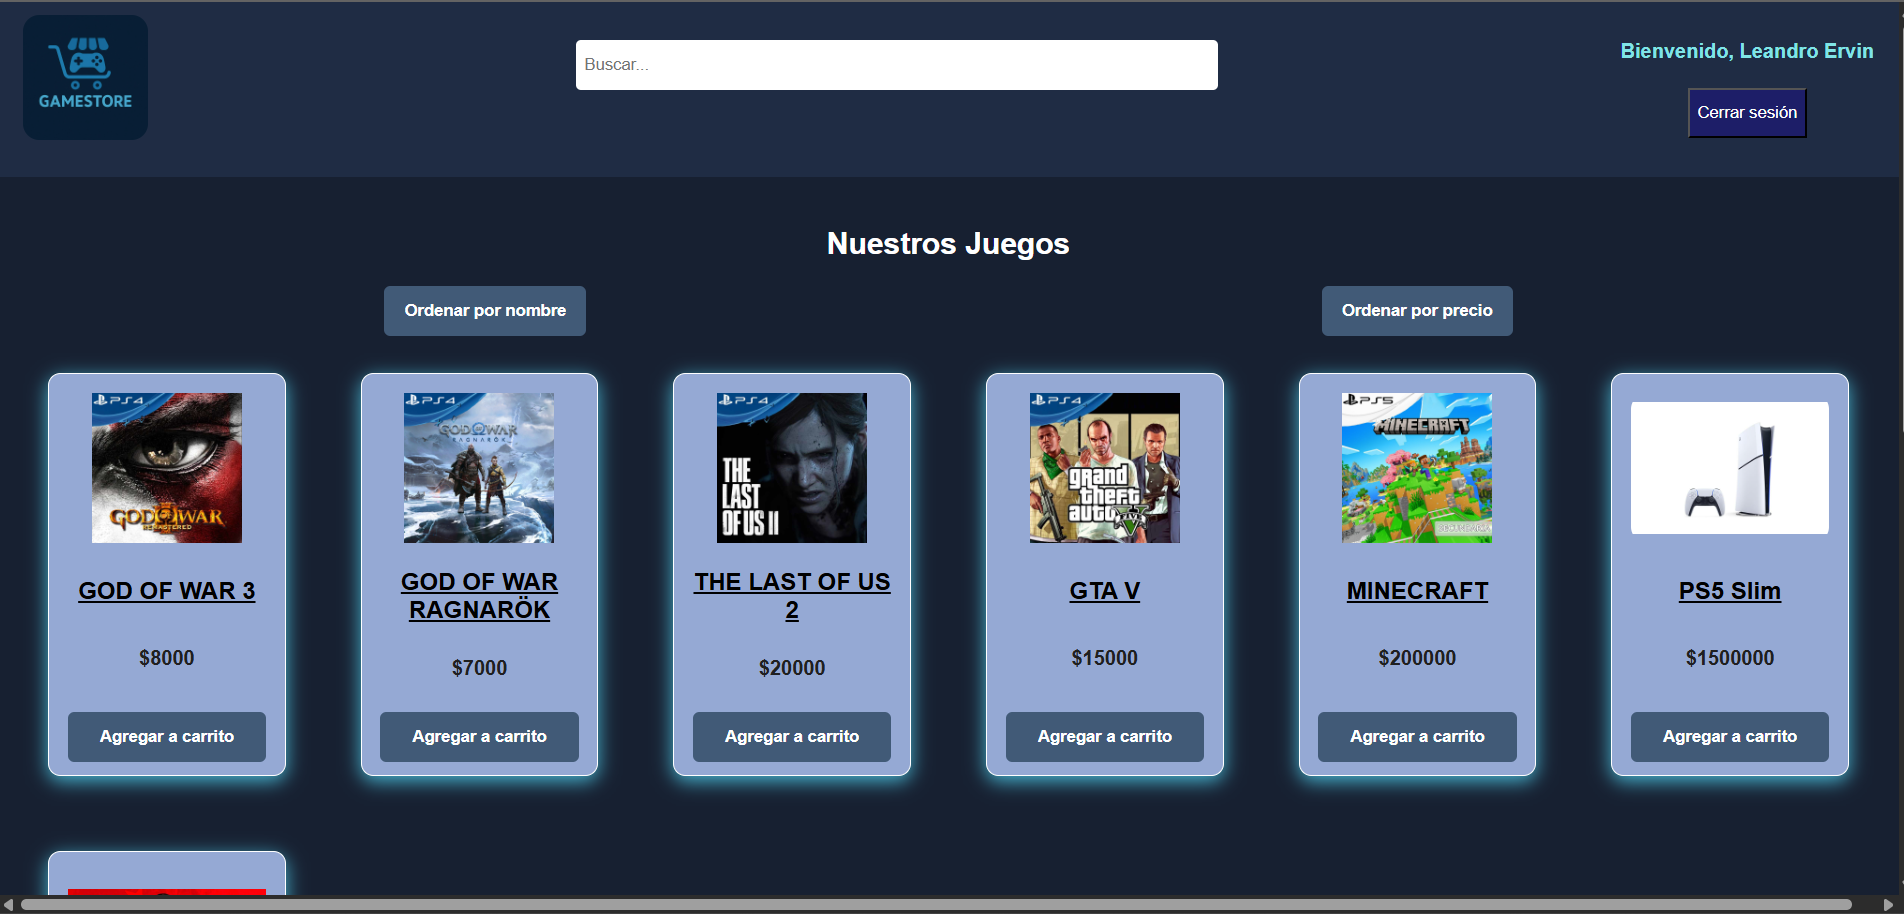 GAMESTORE
Buscar...
Bienvenido, Leandro Ervin
Cerrar sesión
Nuestros Juegos
Ordenar por nombre
Ordenar por precio
PS4
GOD OF WAR
REMASTERED
GOD OF WAR 3
$8000
Agregar a carrito
PS4
GOD OF WAR
RAGNARÖK
GOD OF WAR
RAGNARÖK
$7000
Agregar a carrito
PS4
THE
LAST
OF US II
THE LAST OF US
2
$20000
Agregar a carrito
PS4
grand
theft
auto
V
FIVE
GTA V
$15000
Agregar a carrito
PS5
MINECRAFT
MINECRAFT
$200000
Agregar a carrito
PS5 Slim
$1500000
Agregar a carrito